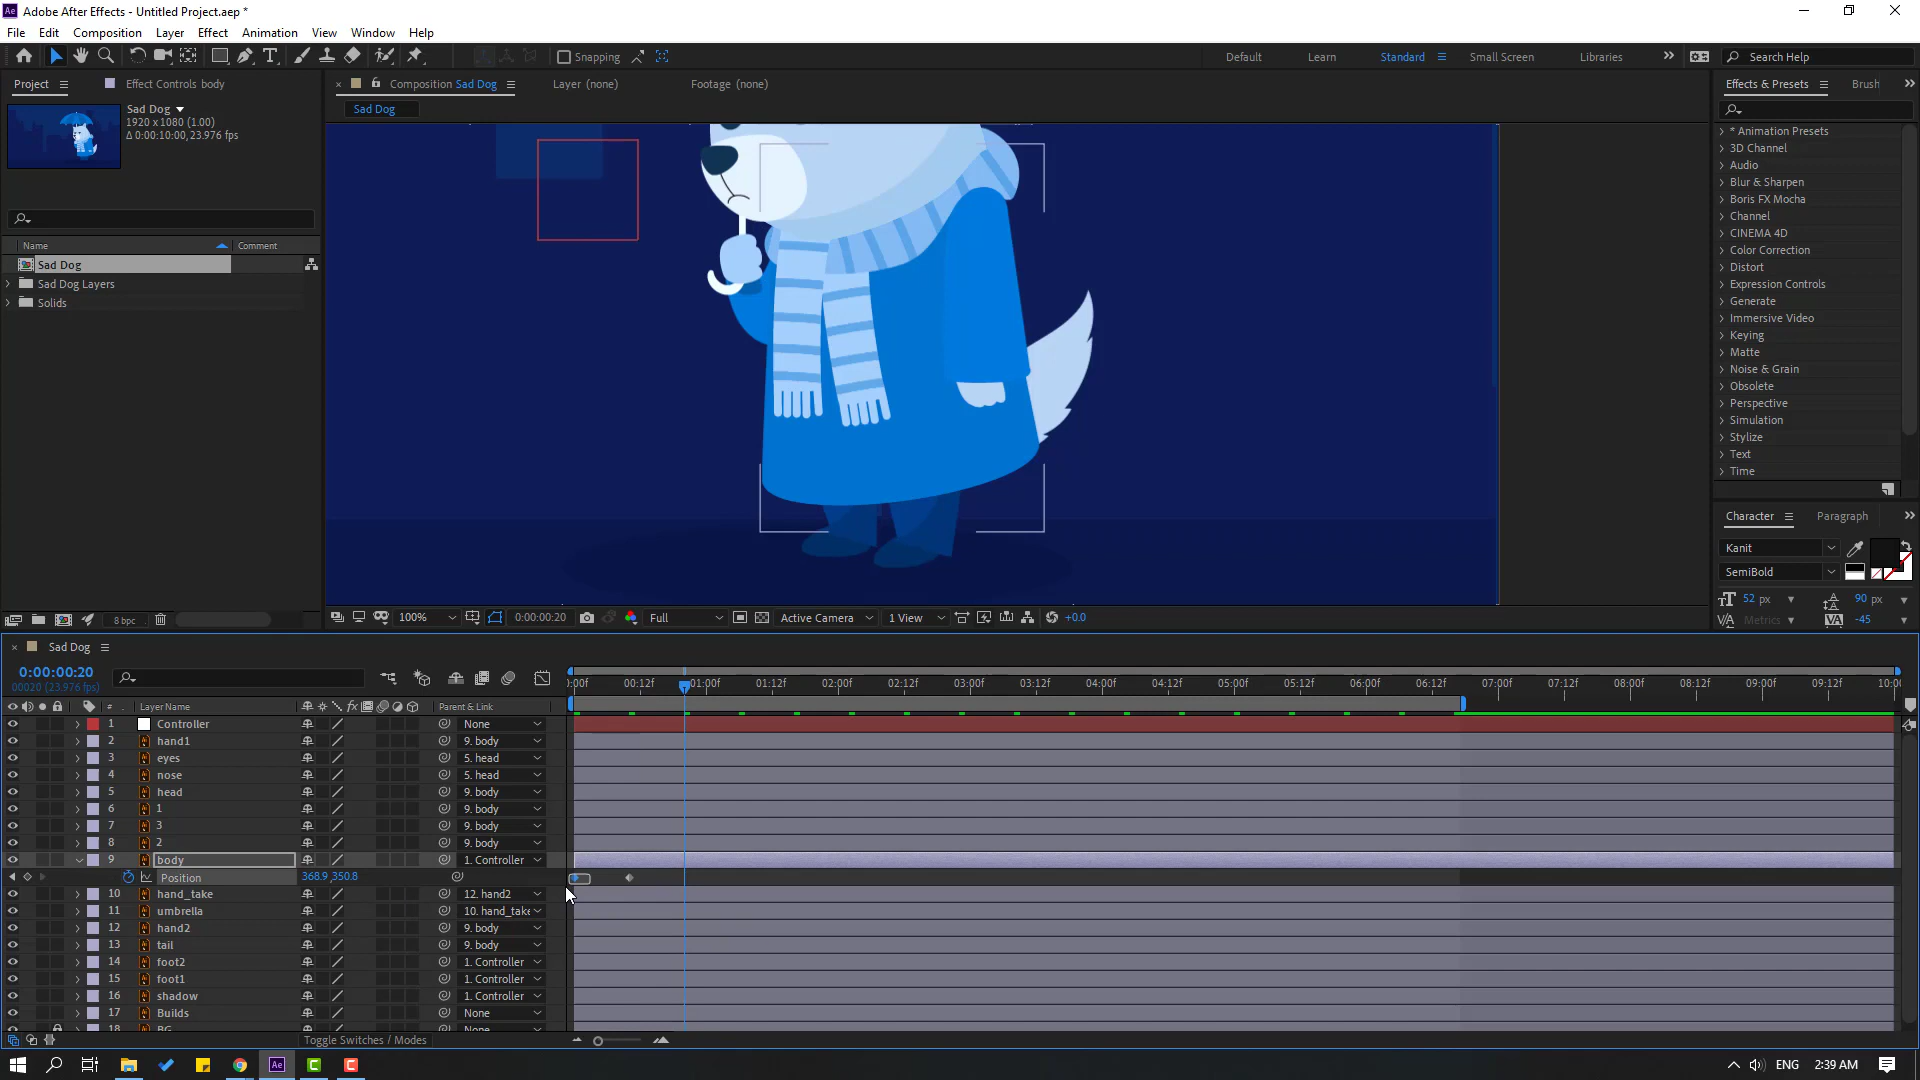 Adobe After Effects - Untitled Project.aep *
File Edit Composition Layer Effect Animation View Window Help
Snapping Default Learn Standard Small Screen Libraries Search Help
Project Effect Controls body Composition Sad Dog Layer (none) Footage (none) Effects & Presets Brush
Sad Dog
1920 x 1080 (1.00)
Δ 0:00:10:00, 23.976 fps
Sad Dog
Name Comment
Sad Dog
Sad Dog Layers
Solids
* Animation Presets
3D Channel
Audio
Blur & Sharpen
Boris FX Mocha
Channel
CINEMA 4D
Color Correction
Distort
Expression Controls
Generate
Immersive Video
Keying
Matte
Noise & Grain
Obsolete
Perspective
Simulation
Stylize
Text
Time
Character Paragraph
Kanit
SemiBold
52 px 90 px
Metrics -45
8 bpc 100% 0:00:00:20 Full Active Camera 1 View +0.0
Sad Dog
0:00:00:20
00020 (23.976 fps)
:00f 00:12f 01:00f 01:12f 02:00f 02:12f 03:00f 03:12f 04:00f 04:12f 05:00f 05:12f 06:00f 06:12f 07:00f 07:12f 08:00f 08:12f 09:00f 09:12f 10:00
# Layer Name Parent & Link
1 Controller None
2 hand1 9. body
3 eyes 5. head
4 nose 5. head
5 head 9. body
6 1 9. body
7 3 9. body
8 2 9. body
9 body 1. Controller
Position 368.9,350.8
10 hand_take 12. hand2
11 umbrella 10. hand_take
12 hand2 9. body
13 tail 9. body
14 foot2 1. Controller
15 foot1 1. Controller
16 shadow 1. Controller
17 Builds None
18 BG None
Toggle Switches / Modes
ENG 2:39 AM